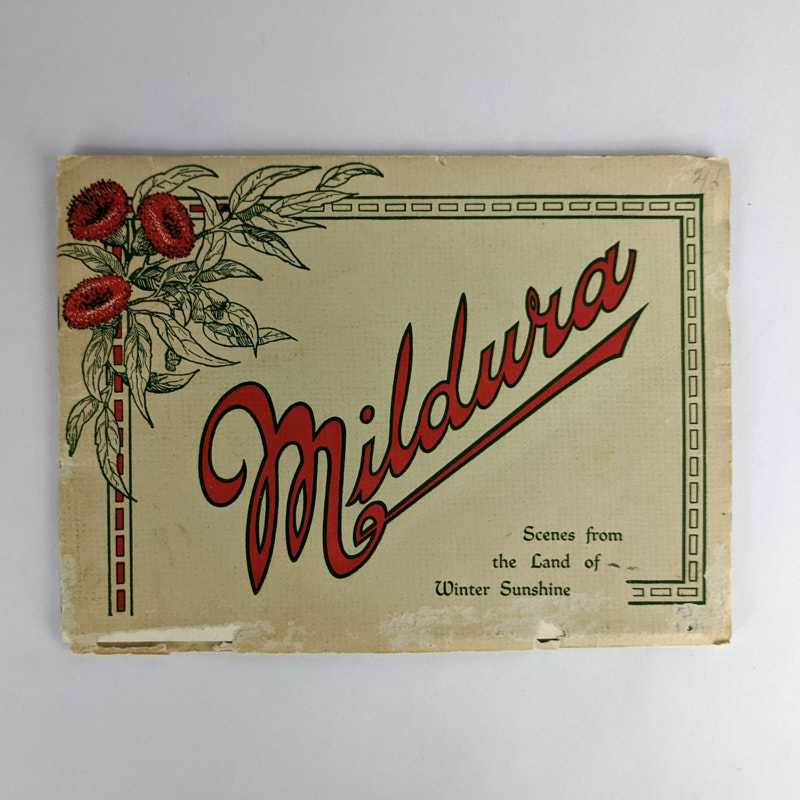 Mildura
Scenes from
the Land of
Winter Sunshine